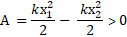 A = kx₁²/2 - kx₂²/2 > 0